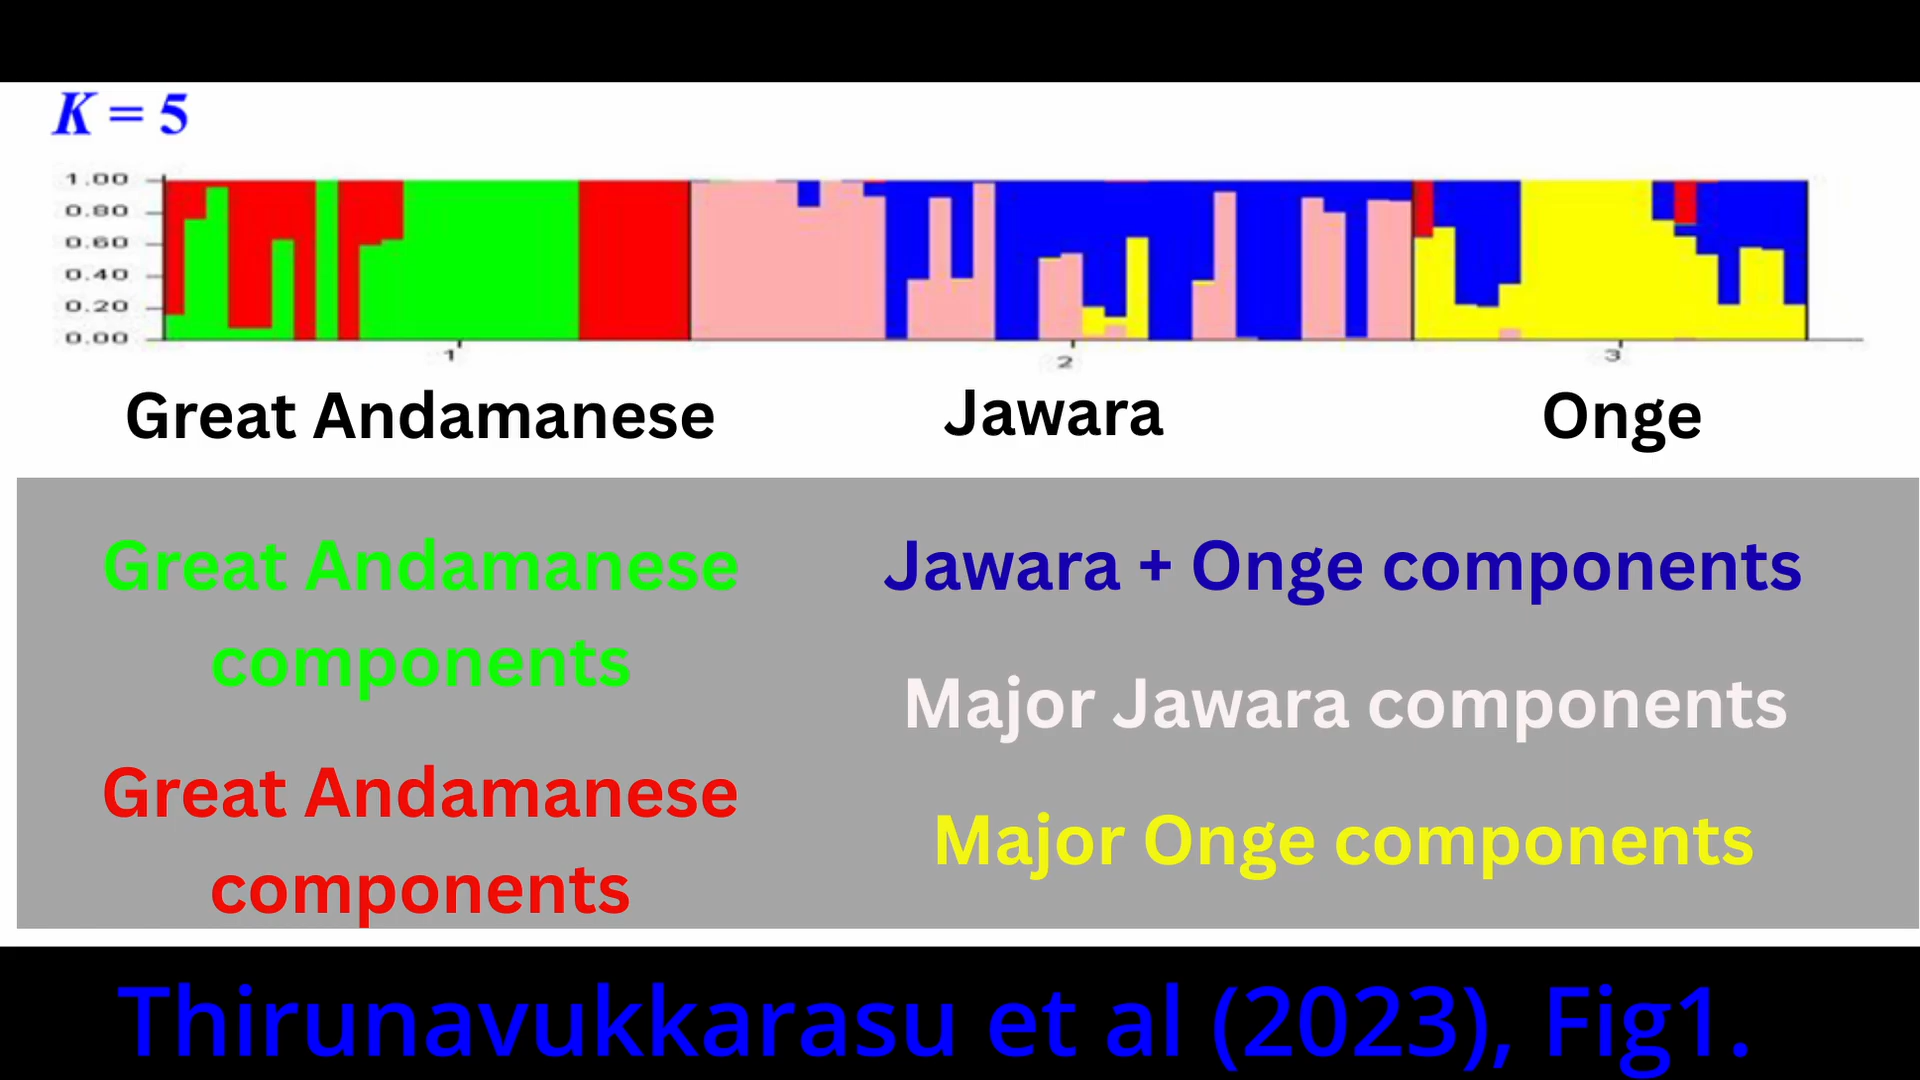 K = 5
1.00
0.80
0.60
0.40
0.20
0.00
1 2 3
Great Andamanese Jawara Onge
Great Andamanese
components
Great Andamanese
components
Jawara + Onge components
Major Jawara components
Major Onge components
Thirunavukkarasu et al (2023), Fig1.